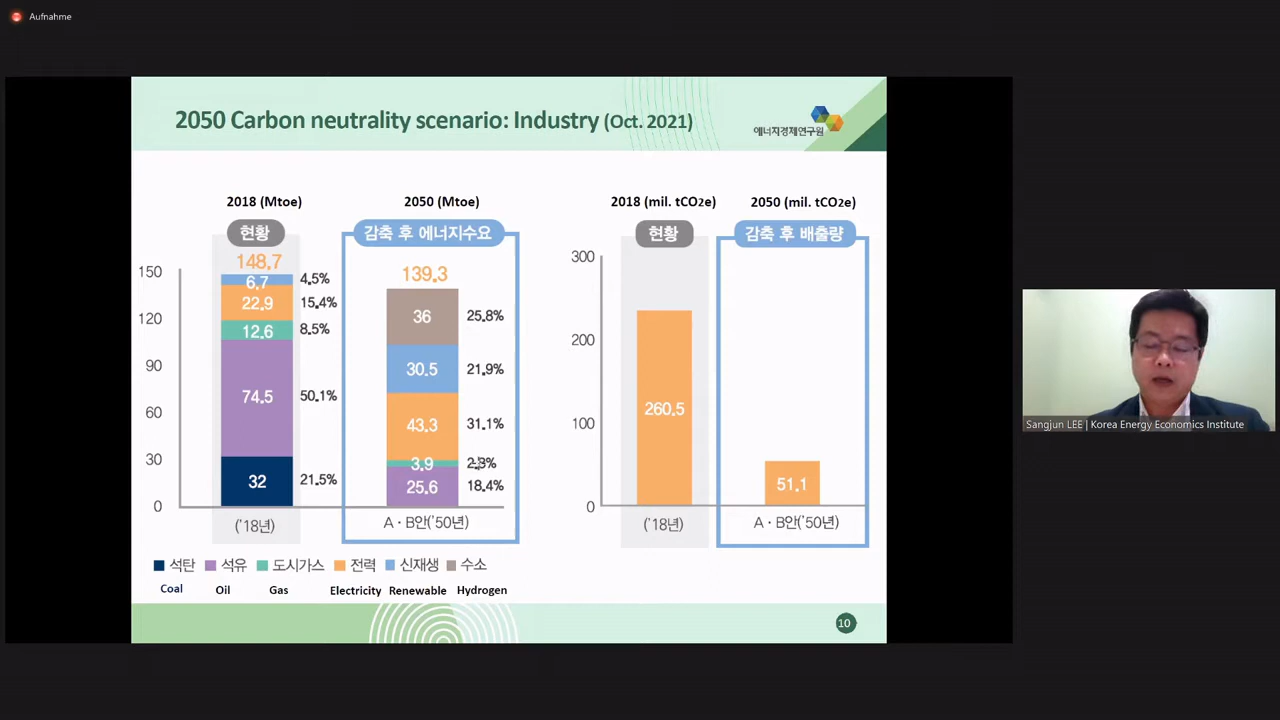 Aufnahme
2050 Carbon neutrality scenario: Industry (Oct. 2021)
에너지경제연구원
2018 (Mtoe)
현황
148.7
150
120
90
60
30
0
6.7
22.9
12.6
74.5
32
4.5%
15.4%
8.5%
50.1%
21.5%
('18년)
2050 (Mtoe)
감축 후 에너지수요
139.3
36
30.5
43.3
3.9
25.6
25.8%
21.9%
31.1%
2.8%
18.4%
A · B안('50년)
석탄 석유 도시가스 전력 신재생 수소
Coal Oil Gas Electricity Renewable Hydrogen
2018 (mil. tCO2e)
현황
300
200
100
0
260.5
('18년)
2050 (mil. tCO2e)
감축 후 배출량
51.1
A · B안('50년)
10
Sangjun LEE | Korea Energy Economics Institute